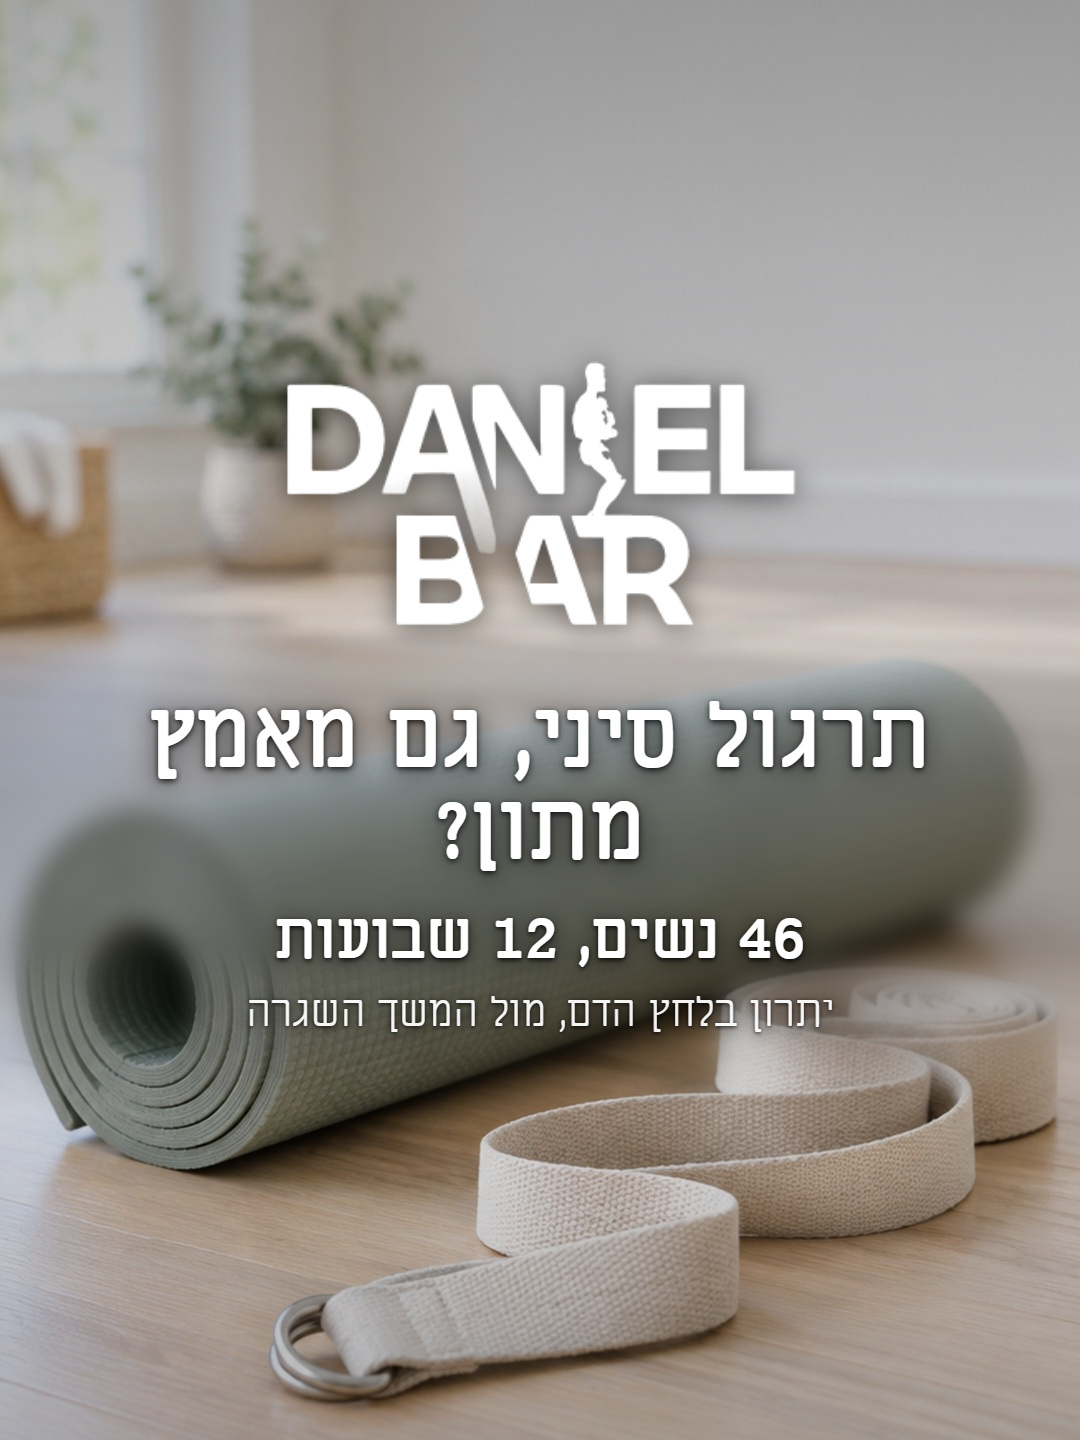 DANIEL
BAR
תרגול סיני, גם מאמץ
מתון?
46 נשים, 12 שבועות
יתרון בלחץ הדם, מול המשך השגרה